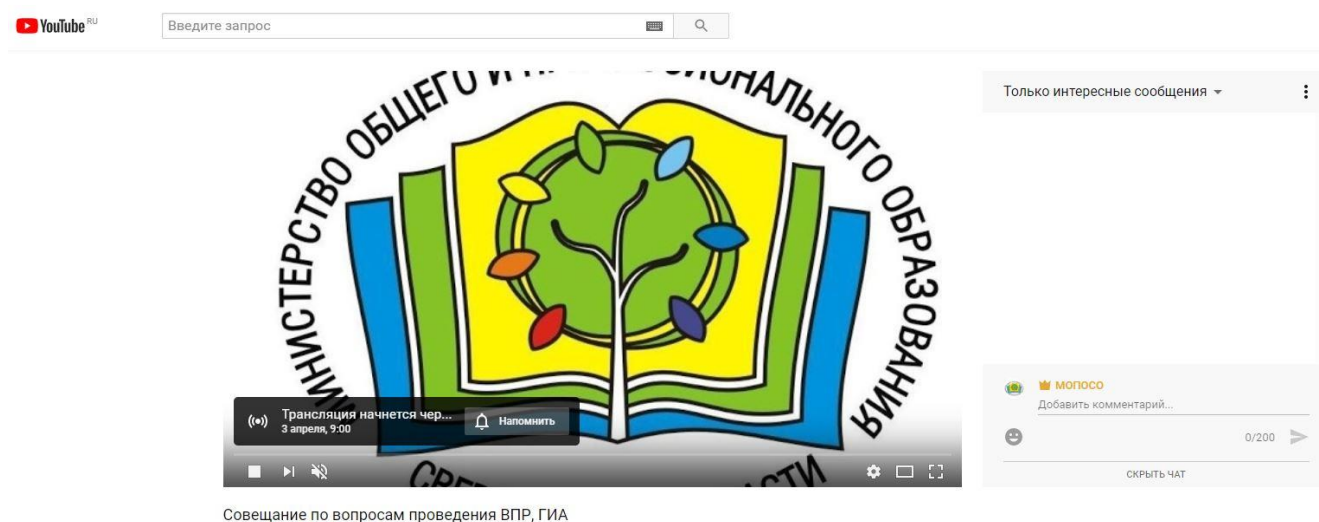 YouTube RU
Введите запрос
МИНИСТЕРСТВО ОБЩЕГО И ОБРАЗОВАНИЯ
Трансляция начнется чер...
3 апреля, 9:00
Напомнить
Только интересные сообщения
МОПОСО
Добавить комментарий...
0/200
СКРЫТЬ ЧАТ
Совещание по вопросам проведения ВПР, ГИА